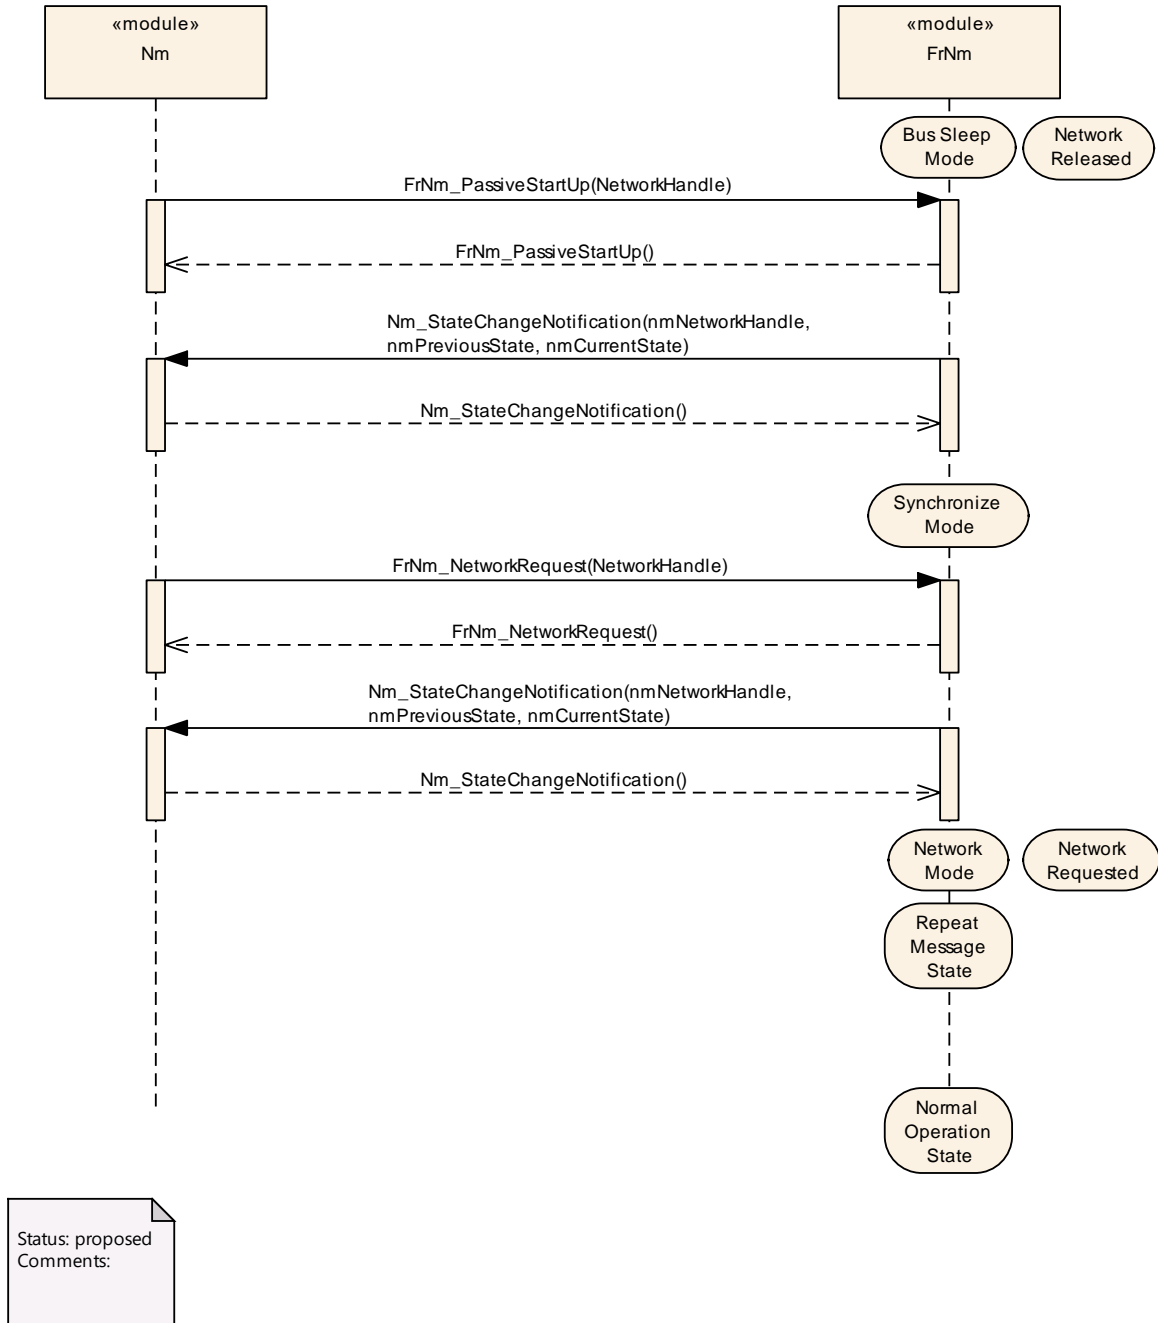 «module»
Nm
«module»
FrNm
Bus Sleep
Mode
Network
Released
FrNm_PassiveStartUp(NetworkHandle)
FrNm_PassiveStartUp()
Nm_StateChangeNotification(nmNetworkHandle,
nmPreviousState, nmCurrentState)
Nm_StateChangeNotification()
Synchronize
Mode
FrNm_NetworkRequest(NetworkHandle)
FrNm_NetworkRequest()
Nm_StateChangeNotification(nmNetworkHandle,
nmPreviousState, nmCurrentState)
Nm_StateChangeNotification()
Network
Mode
Network
Requested
Repeat
Message
State
Normal
Operation
State
Status: proposed
Comments: